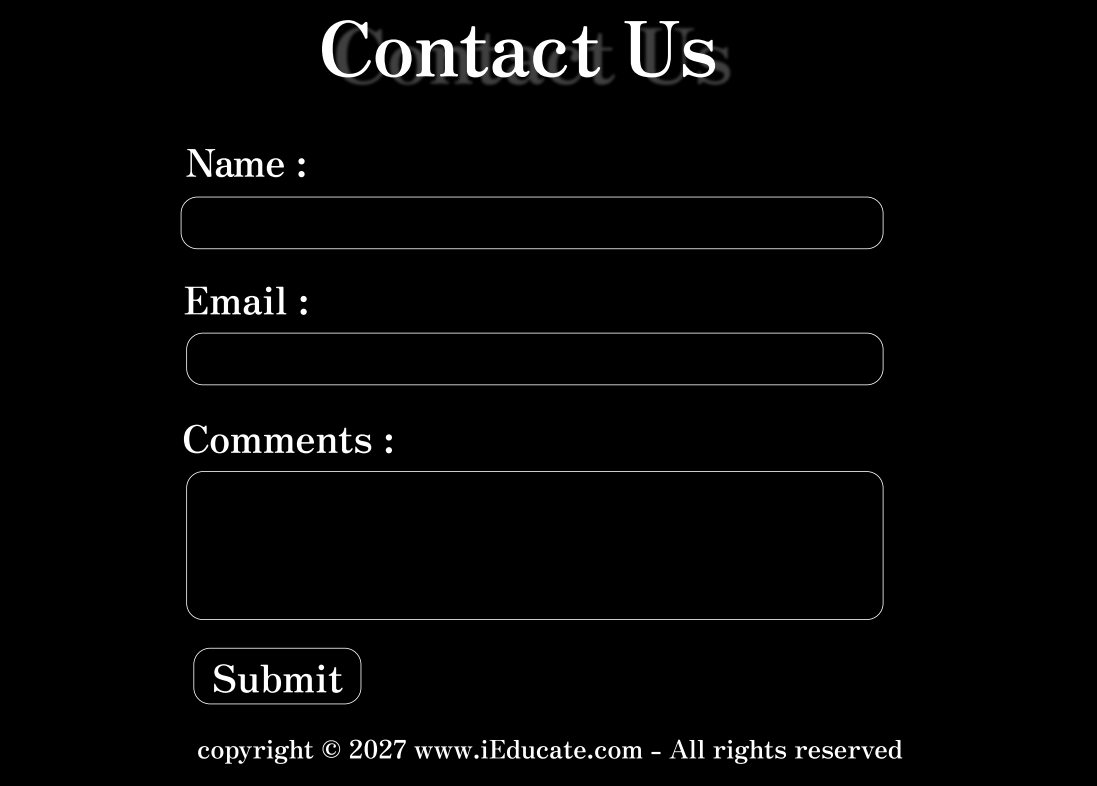 Contact Us
Name :
Email :
Comments :
Submit
copyright © 2027 www.iEducate.com - All rights reserved